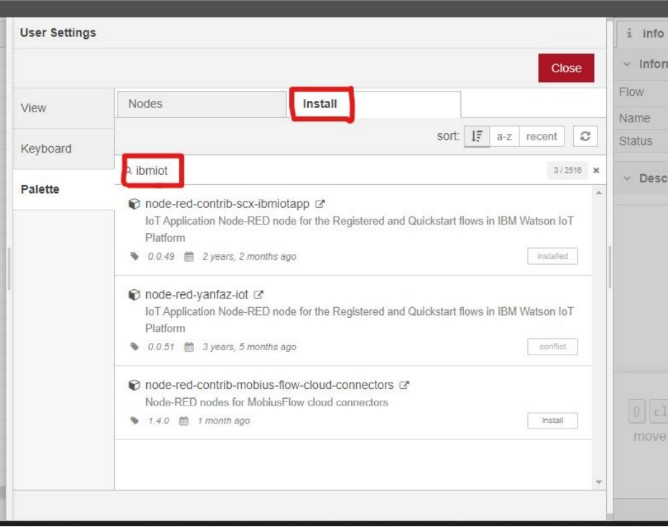 User Settings
Close
View
Keyboard
Palette
Nodes
Install
sort:
a-z
recent
ibmiot
3 / 2516
node-red-contrib-scx-ibmiotapp
IoT Application Node-RED node for the Registered and Quickstart flows in IBM Watson IoT
Platform
0.0.49 2 years, 2 months ago
installed
node-red-yanfaz-iot
IoT Application Node-RED node for the Registered and Quickstart flows in IBM Watson IoT
Platform
0.0.51 3 years, 5 months ago
conflict
node-red-contrib-mobius-flow-cloud-connectors
Node-RED nodes for MobiusFlow cloud connectors
1.4.0 1 month ago
install
i info
Infor
Flow
Name
Status
Desc
cl
move